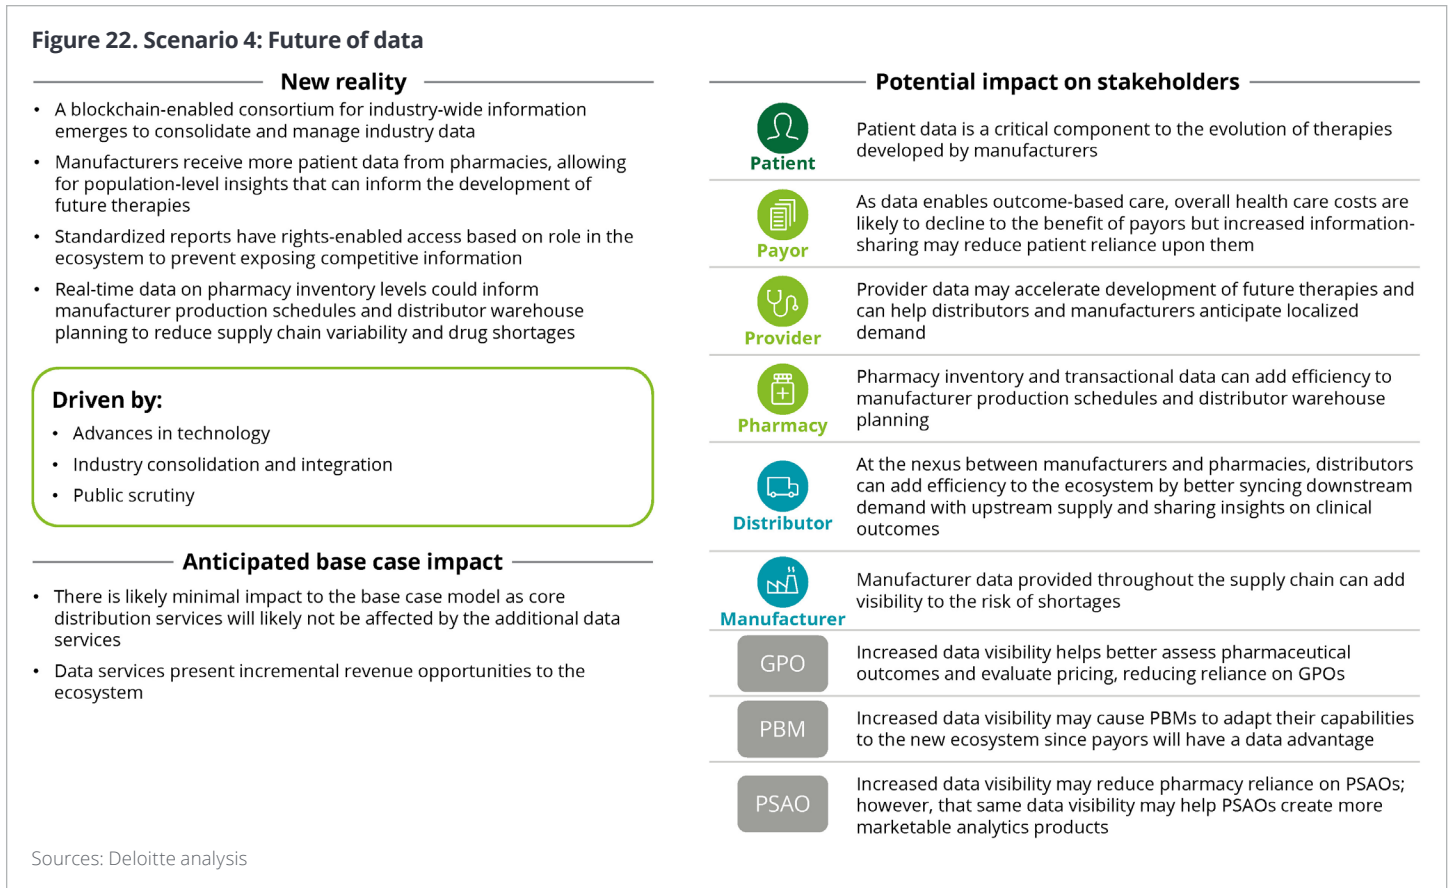 Figure 22. Scenario 4: Future of data
New reality
• A blockchain-enabled consortium for industry-wide information
emerges to consolidate and manage industry data
• Manufacturers receive more patient data from pharmacies, allowing
for population-level insights that can inform the development of
future therapies
• Standardized reports have rights-enabled access based on role in the
ecosystem to prevent exposing competitive information
• Real-time data on pharmacy inventory levels could inform
manufacturer production schedules and distributor warehouse
planning to reduce supply chain variability and drug shortages
Driven by:
• Advances in technology
• Industry consolidation and integration
• Public scrutiny
Anticipated base case impact
• There is likely minimal impact to the base case model as core
distribution services will likely not be affected by the additional data
services
• Data services present incremental revenue opportunities to the
ecosystem
Potential impact on stakeholders
Patient
Patient data is a critical component to the evolution of therapies
developed by manufacturers
Payor
As data enables outcome-based care, overall health care costs are
likely to decline to the benefit of payors but increased information-
sharing may reduce patient reliance upon them
Provider
Provider data may accelerate development of future therapies and
can help distributors and manufacturers anticipate localized
demand
Pharmacy
Pharmacy inventory and transactional data can add efficiency to
manufacturer production schedules and distributor warehouse
planning
Distributor
At the nexus between manufacturers and pharmacies, distributors
can add efficiency to the ecosystem by better syncing downstream
demand with upstream supply and sharing insights on clinical
outcomes
Manufacturer
Manufacturer data provided throughout the supply chain can add
visibility to the risk of shortages
GPO
Increased data visibility helps better assess pharmaceutical
outcomes and evaluate pricing, reducing reliance on GPOs
PBM
Increased data visibility may cause PBMs to adapt their capabilities
to the new ecosystem since payors will have a data advantage
PSAO
Increased data visibility may reduce pharmacy reliance on PSAOs;
however, that same data visibility may help PSAOs create more
marketable analytics products
Sources: Deloitte analysis